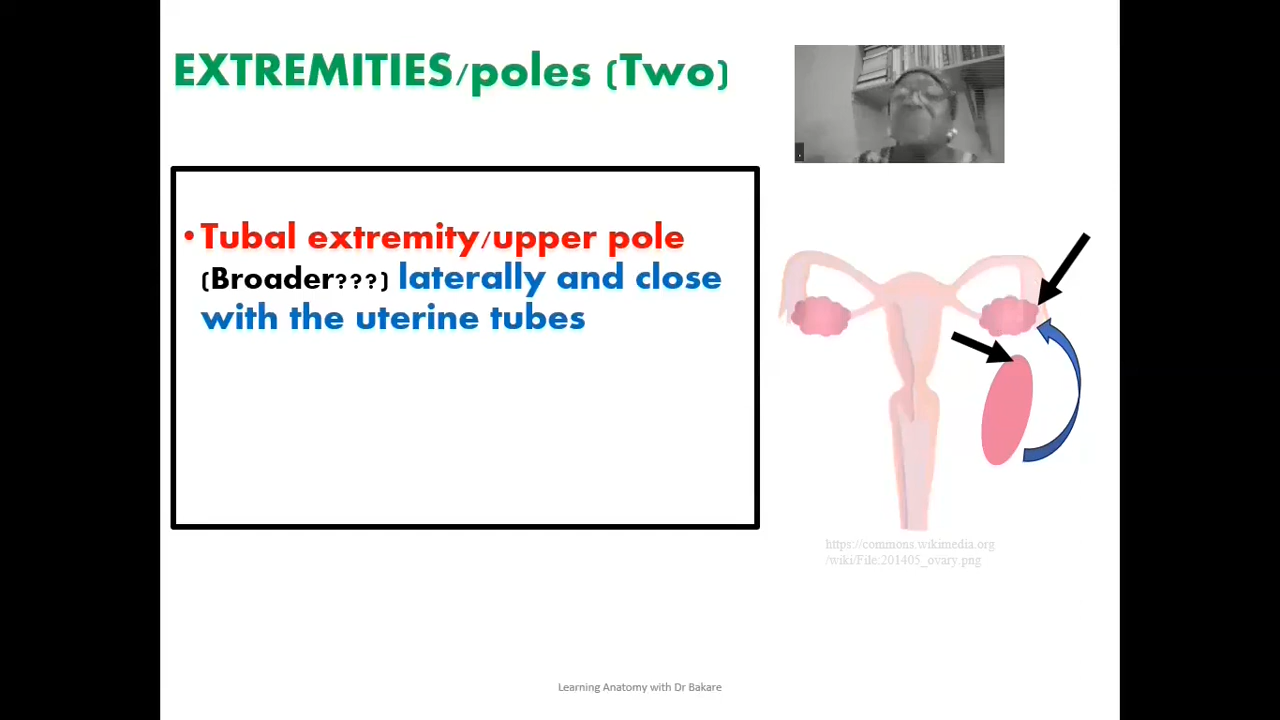 EXTREMITIES/poles (Two)
• Tubal extremity/upper pole
(Broader???) laterally and close
with the uterine tubes
https://commons.wikimedia.org
/wiki/File:201405_ovary.png
Learning Anatomy with Dr Bakare